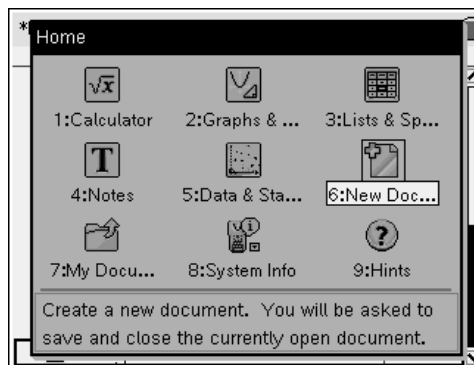 *
Home
1:Calculator 2:Graphs & ... 3:Lists & Sp...
4:Notes 5:Data & Sta... 6:New Doc...
7:My Docu... 8:System Info 9:Hints
Create a new document. You will be asked to
save and close the currently open document.